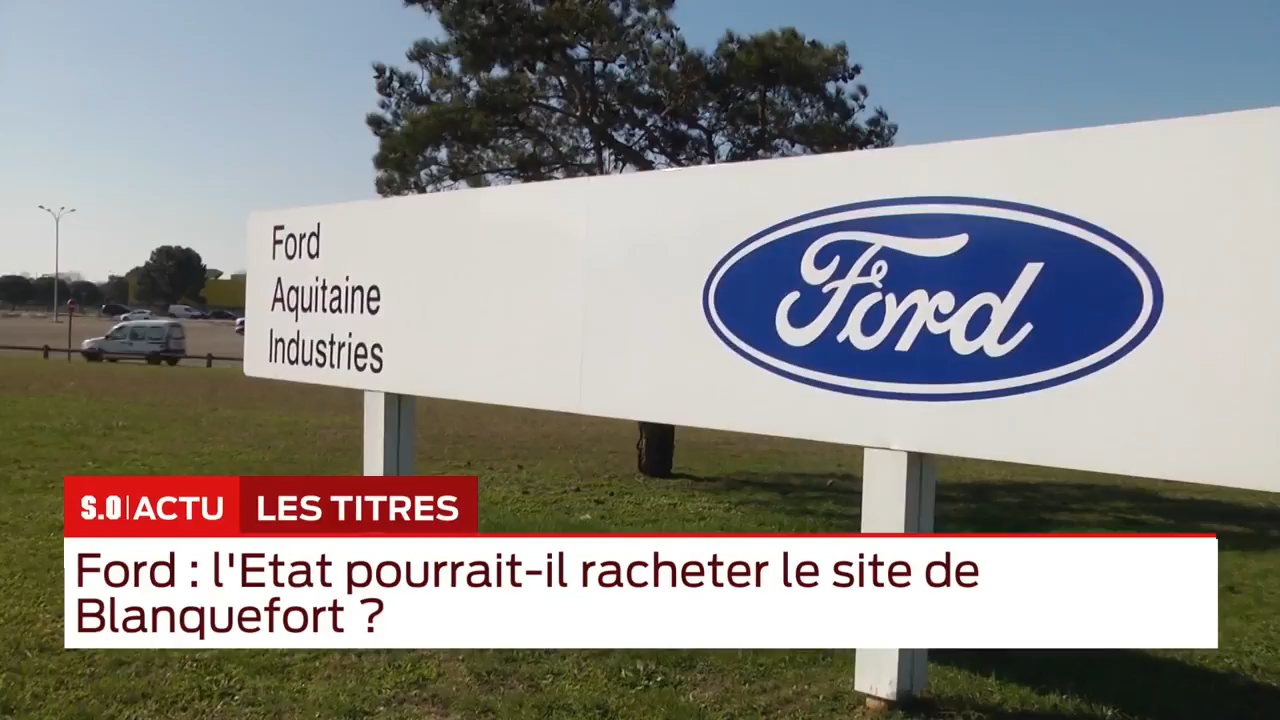 Ford
Aquitaine
Industries
Ford
S.O ACTU LES TITRES
Ford : l'Etat pourrait-il racheter le site de
Blanquefort ?